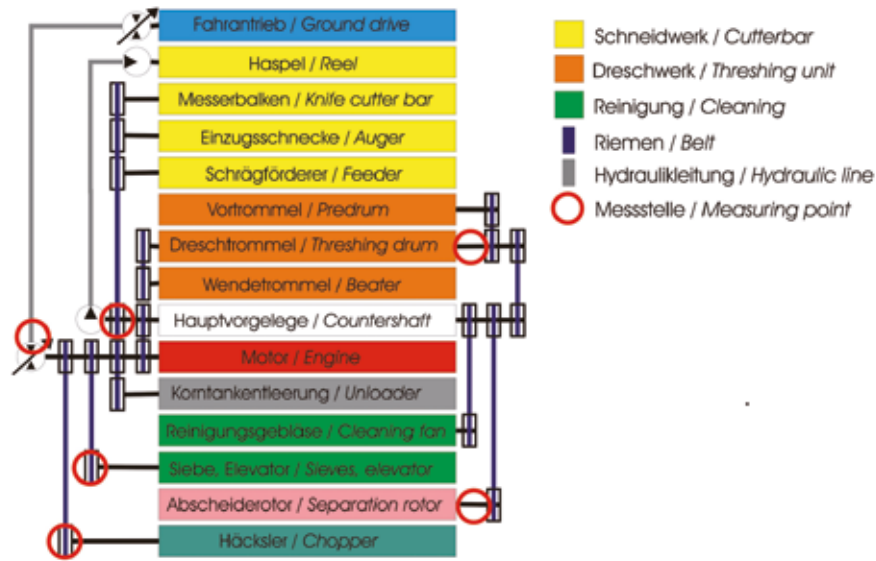 Fahrantrieb / Ground drive
Haspel / Reel
Messerbalken / Knife cutter bar
Einzugsschnecke / Auger
Schrägförderer / Feeder
Vortrommel / Predrum
Dreschtrommel / Threshing drum
Wendetrommel / Beater
Hauptvorgelege / Countershaft
Motor / Engine
Korntankentleerung / Unloader
Reinigungsgebläse / Cleaning fan
Siebe, Elevator / Sieves, elevator
Abscheiderotor / Separation rotor
Häcksler / Chopper
Schneidwerk / Cutterbar
Dreschwerk / Threshing unit
Reinigung / Cleaning
Riemen / Belt
Hydraulikleitung / Hydraulic line
Messstelle / Measuring point